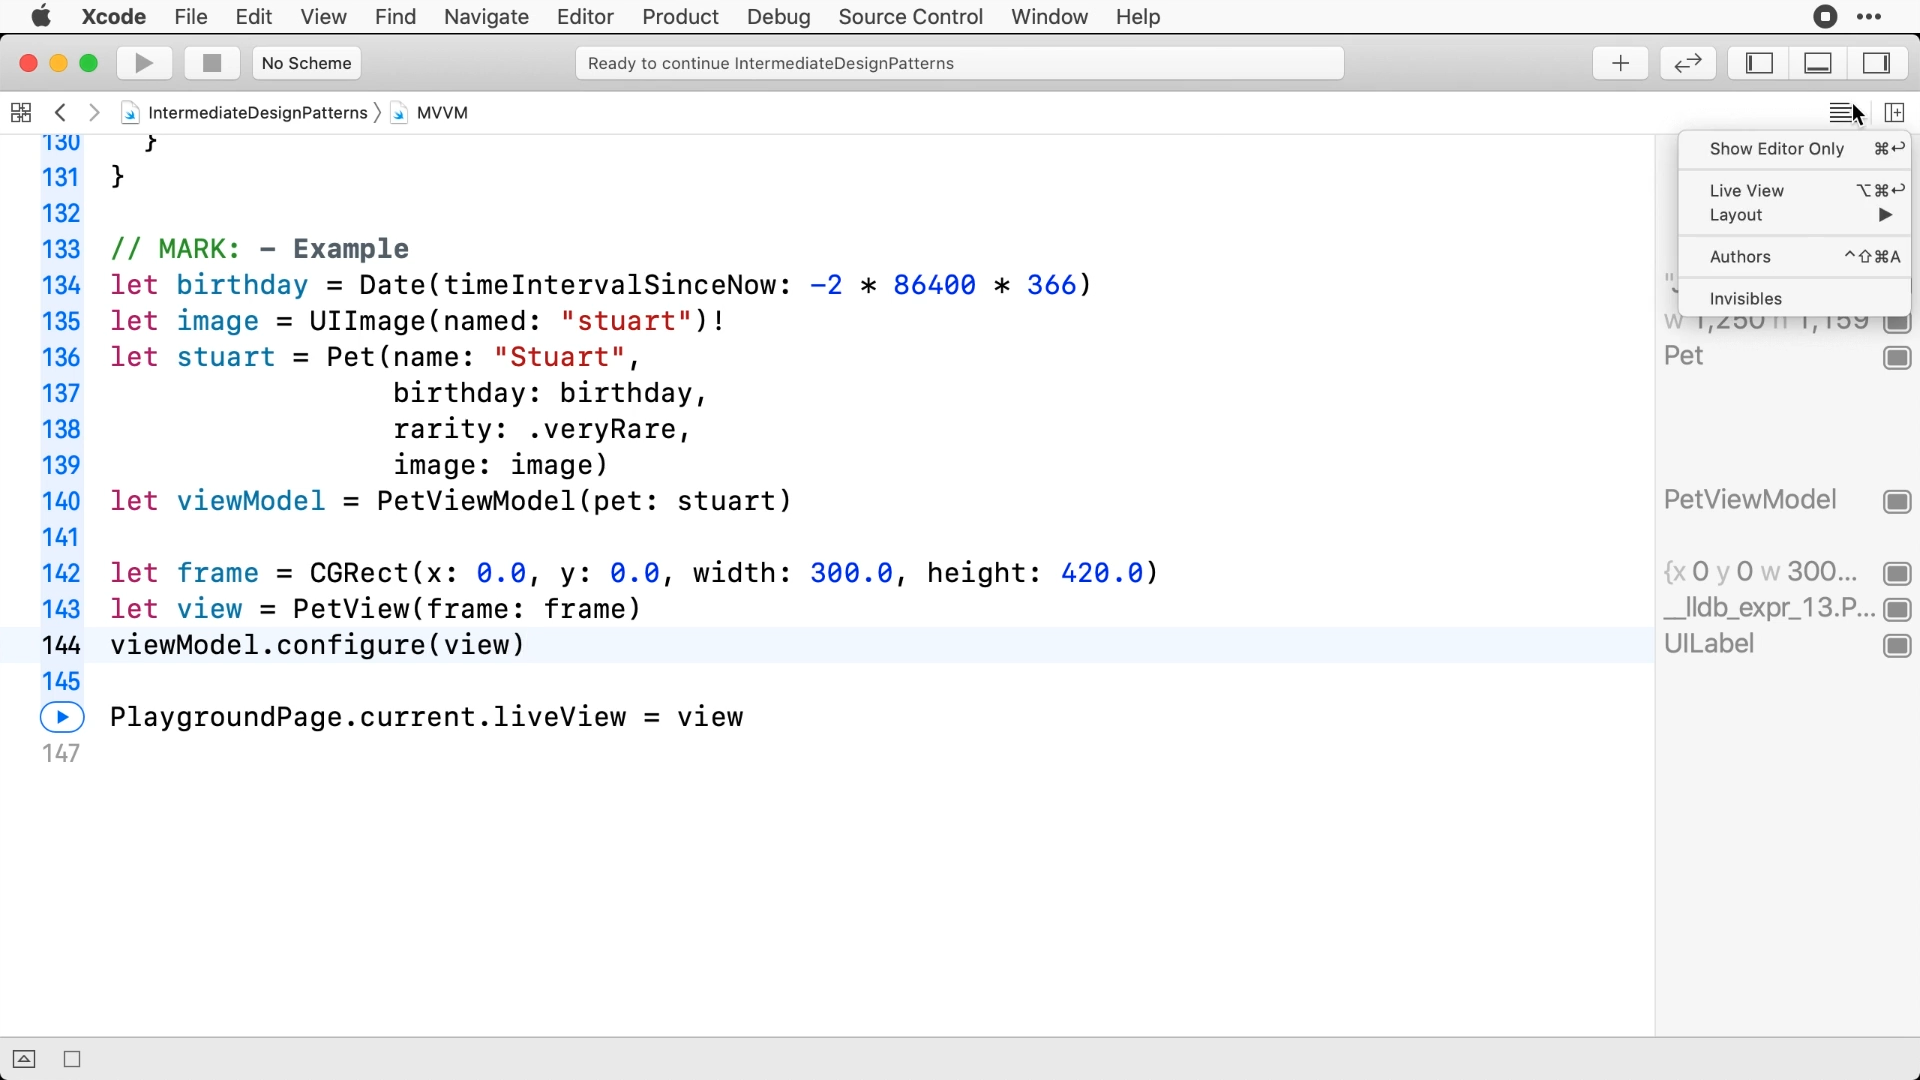 Xcode File Edit View Find Navigate Editor Product Debug Source Control Window Help •••
No Scheme Ready to continue IntermediateDesignPatterns
IntermediateDesignPatterns 〉 MVVM
Show Editor Only ⌘↩
Live View ⌥⌘↩
Layout ▶
Authors ^⇧⌘A
Invisibles
130 }
131 }
132
133 // MARK: - Example
134 let birthday = Date(timeIntervalSinceNow: -2 * 86400 * 366)
135 let image = UIImage(named: "stuart")! w 1,250 h 1,159
136 let stuart = Pet(name: "Stuart", Pet
137 birthday: birthday,
138 rarity: .veryRare,
139 image: image)
140 let viewModel = PetViewModel(pet: stuart) PetViewModel
141
142 let frame = CGRect(x: 0.0, y: 0.0, width: 300.0, height: 420.0) {x 0 y 0 w 300...
143 let view = PetView(frame: frame) __lldb_expr_13.P...
144 viewModel.configure(view) UILabel
145
PlaygroundPage.current.liveView = view
147